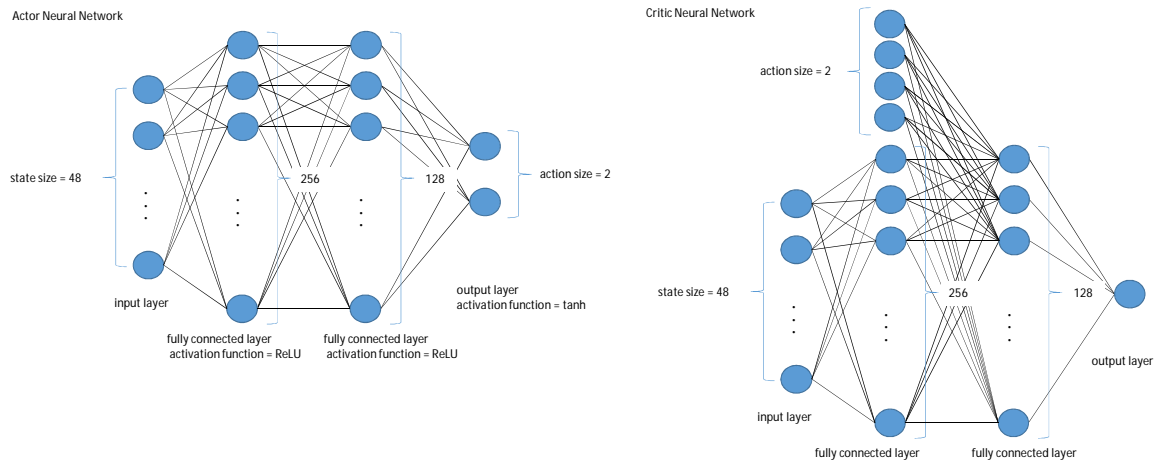 Actor Neural Network
state size = 48
input layer
fully connected layer
activation function = ReLU
256
fully connected layer
activation function = ReLU
128
action size = 2
output layer
activation function = tanh
Critic Neural Network
action size = 2
state size = 48
input layer
fully connected layer
256
fully connected layer
128
output layer